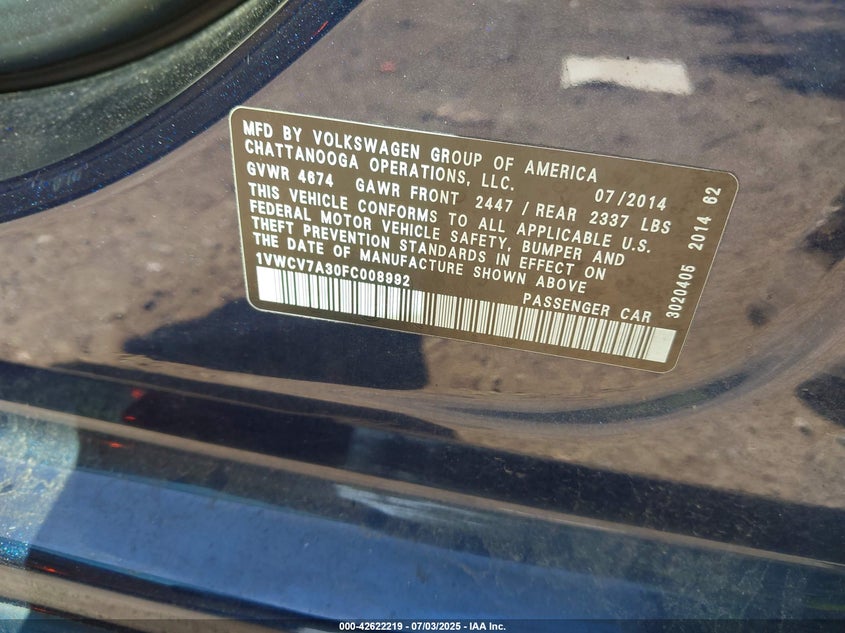 MFD BY VOLKSWAGEN GROUP OF AMERICA
CHATTANOOGA OPERATIONS, LLC. 07/2014
GVWR 4674 GAWR FRONT 2447 / REAR 2337 LBS
THIS VEHICLE CONFORMS TO ALL APPLICABLE U.S.
FEDERAL MOTOR VEHICLE SAFETY, BUMPER AND
THEFT PREVENTION STANDARDS IN EFFECT ON
THE DATE OF MANUFACTURE SHOWN ABOVE
1VWCV7A30FC008992
PASSENGER CAR
3020405 2014 62
000-42622219 - 07/03/2025 - IAA Inc.